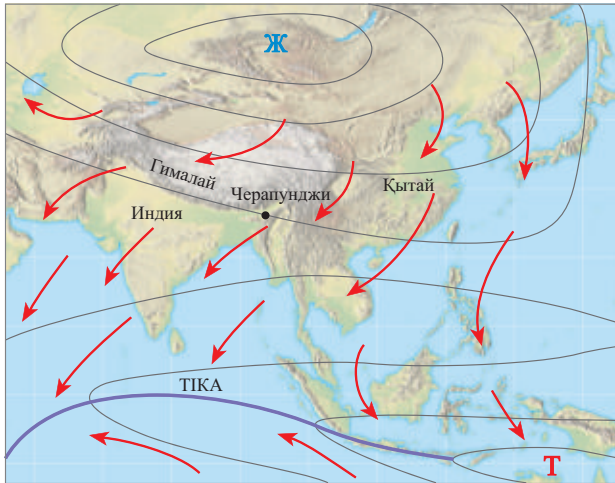 Ж
Гималай
Черапунджи
Қытай
Индия
ТІКА
Т